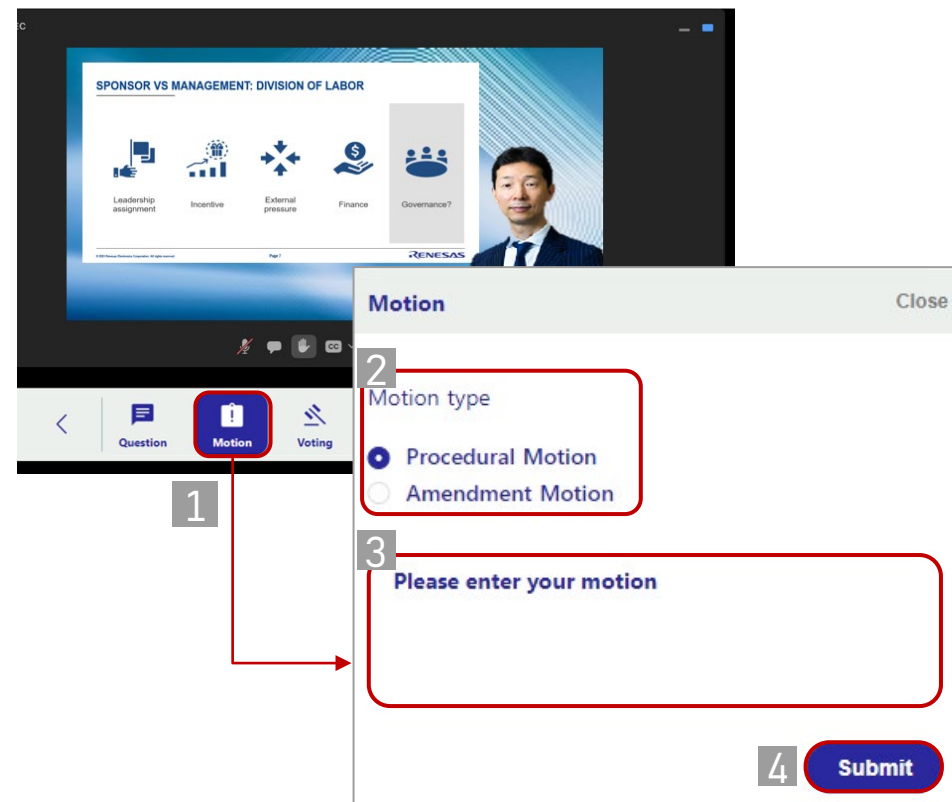 EC
SPONSOR VS MANAGEMENT: DIVISION OF LABOR
Leadership
assignment
Incentive
External
pressure
Finance
Governance?
Page 7
RENESAS
CC
Question
Motion
Voting
1
Motion
Close
2
Motion type
Procedural Motion
Amendment Motion
3
Please enter your motion
4
Submit